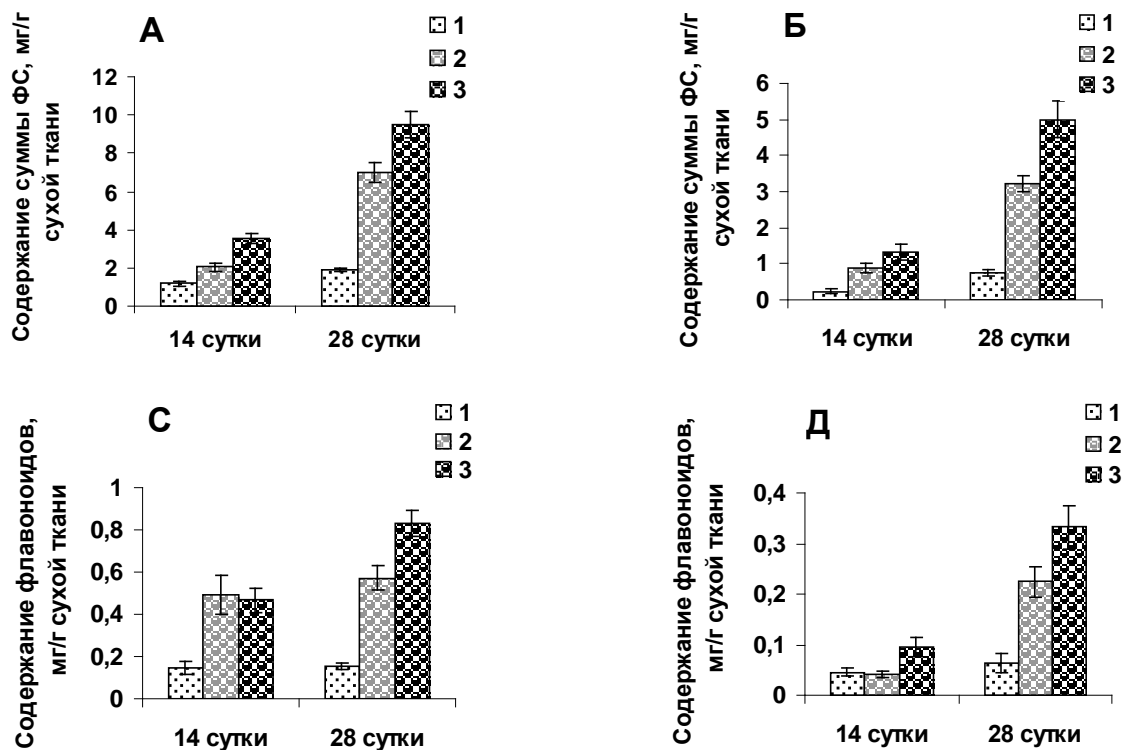 А
Содержание суммы ФС, мг/г
сухой ткани
1
2
3
12
10
8
6
4
2
0
14 сутки
28 сутки
Б
Содержание суммы ФС, мг/г
сухой ткани
1
2
3
6
5
4
3
2
1
0
14 сутки
28 сутки
С
Содержание флавоноидов,
мг/г сухой ткани
1
2
3
1
0,8
0,6
0,4
0,2
0
14 сутки
28 сутки
Д
Содержание флавоноидов,
мг/г сухой ткани
1
2
3
0,4
0,3
0,2
0,1
0
14 сутки
28 сутки